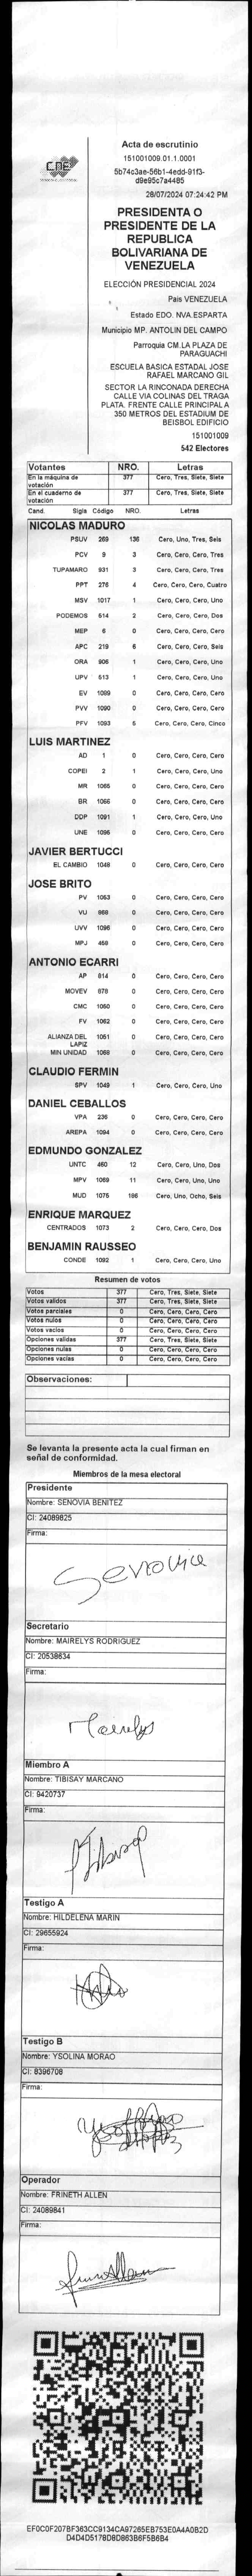 CNE
Acta de escrutinio
151001009.01.1.0001
5b74c3ae-56b1-4edd-91f3-
d9e95c7a4485
28/07/2024 07:24:42 PM
PRESIDENTA O
PRESIDENTE DE LA
REPUBLICA
BOLIVARIANA DE
VENEZUELA
ELECCIÓN PRESIDENCIAL 2024
Pais VENEZUELA
Estado EDO. NVA.ESPARTA
Municipio MP. ANTOLIN DEL CAMPO
Parroquia CM.LA PLAZA DE
PARAGUACHI
ESCUELA BASICA ESTADAL JOSE
RAFAEL MARCANO GIL
SECTOR LA RINCONADA DERECHA
CALLE VIA COLINAS DEL TRAGA
PLATA. FRENTE CALLE PRINCIPAL A
350 METROS DEL ESTADIUM DE
BEISBOL EDIFICIO
151001009
542 Electores
Votantes NRO. Letras
En la máquina de votación 377 Cero, Tres, Siete, Siete
En el cuaderno de votación 377 Cero, Tres, Siete, Siete
Cand. Sigla Código NRO. Letras
NICOLAS MADURO
PSUV 269 136 Cero, Uno, Tres, Seis
PCV 9 3 Cero, Cero, Cero, Tres
TUPAMARO 931 3 Cero, Cero, Cero, Tres
PPT 276 4 Cero, Cero, Cero, Cuatro
MSV 1017 1 Cero, Cero, Cero, Uno
PODEMOS 514 2 Cero, Cero, Cero, Dos
MEP 6 0 Cero, Cero, Cero, Cero
APC 219 6 Cero, Cero, Cero, Seis
ORA 906 1 Cero, Cero, Cero, Uno
UPV 513 1 Cero, Cero, Cero, Uno
EV 1089 0 Cero, Cero, Cero, Cero
PVV 1090 0 Cero, Cero, Cero, Cero
PFV 1093 5 Cero, Cero, Cero, Cinco
LUIS MARTINEZ
AD 1 0 Cero, Cero, Cero, Cero
COPEI 2 1 Cero, Cero, Cero, Uno
MR 1065 0 Cero, Cero, Cero, Cero
BR 1066 0 Cero, Cero, Cero, Cero
DDP 1091 1 Cero, Cero, Cero, Uno
UNE 1095 0 Cero, Cero, Cero, Cero
JAVIER BERTUCCI
EL CAMBIO 1048 0 Cero, Cero, Cero, Cero
JOSE BRITO
PV 1053 0 Cero, Cero, Cero, Cero
VU 868 0 Cero, Cero, Cero, Cero
UVV 1096 0 Cero, Cero, Cero, Cero
MPJ 458 0 Cero, Cero, Cero, Cero
ANTONIO ECARRI
AP 814 0 Cero, Cero, Cero, Cero
MOVEV 878 0 Cero, Cero, Cero, Cero
CMC 1050 0 Cero, Cero, Cero, Cero
FV 1062 0 Cero, Cero, Cero, Cero
ALIANZA DEL LAPIZ 1051 0 Cero, Cero, Cero, Cero
MIN UNIDAD 1068 0 Cero, Cero, Cero, Cero
CLAUDIO FERMIN
SPV 1049 1 Cero, Cero, Cero, Uno
DANIEL CEBALLOS
VPA 236 0 Cero, Cero, Cero, Cero
AREPA 1094 0 Cero, Cero, Cero, Cero
EDMUNDO GONZALEZ
UNTC 460 12 Cero, Cero, Uno, Dos
MPV 1069 11 Cero, Cero, Uno, Uno
MUD 1075 186 Cero, Uno, Ocho, Seis
ENRIQUE MARQUEZ
CENTRADOS 1073 2 Cero, Cero, Cero, Dos
BENJAMIN RAUSSEO
CONDE 1092 1 Cero, Cero, Cero, Uno
Resumen de votos
Votos 377 Cero, Tres, Siete, Siete
Votos validos 377 Cero, Tres, Siete, Siete
Votos parciales 0 Cero, Cero, Cero, Cero
Votos nulos 0 Cero, Cero, Cero, Cero
Votos vacios 0 Cero, Cero, Cero, Cero
Opciones validas 377 Cero, Tres, Siete, Siete
Opciones nulas 0 Cero, Cero, Cero, Cero
Opciones vacias 0 Cero, Cero, Cero, Cero
Observaciones:
Se levanta la presente acta la cual firman en
señal de conformidad.
Miembros de la mesa electoral
Presidente
Nombre: SENOVIA BENITEZ
CI: 24089825
Firma:
Senovia
Secretario
Nombre: MAIRELYS RODRIGUEZ
CI: 20538634
Firma:
Mairelys
Miembro A
Nombre: TIBISAY MARCANO
CI: 9420737
Firma:
Tibisay
Testigo A
Nombre: HILDELENA MARIN
CI: 29655924
Firma:
Testigo B
Nombre: YSOLINA MORAO
CI: 8396708
Firma:
Operador
Nombre: FRINETH ALLEN
CI: 24089841
Firma:
EF0C0F207BF363CC9134CA97265EB753E0A4A0B2D
D4D4D5178D8D863B6F5B6B4